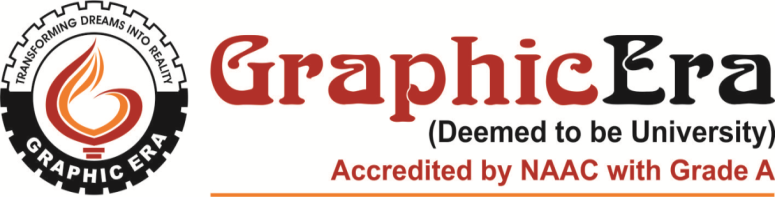 TRANSFORMING DREAMS INTO REALITY
GRAPHIC ERA
GraphicEra
(Deemed to be University)
Accredited by NAAC with Grade A